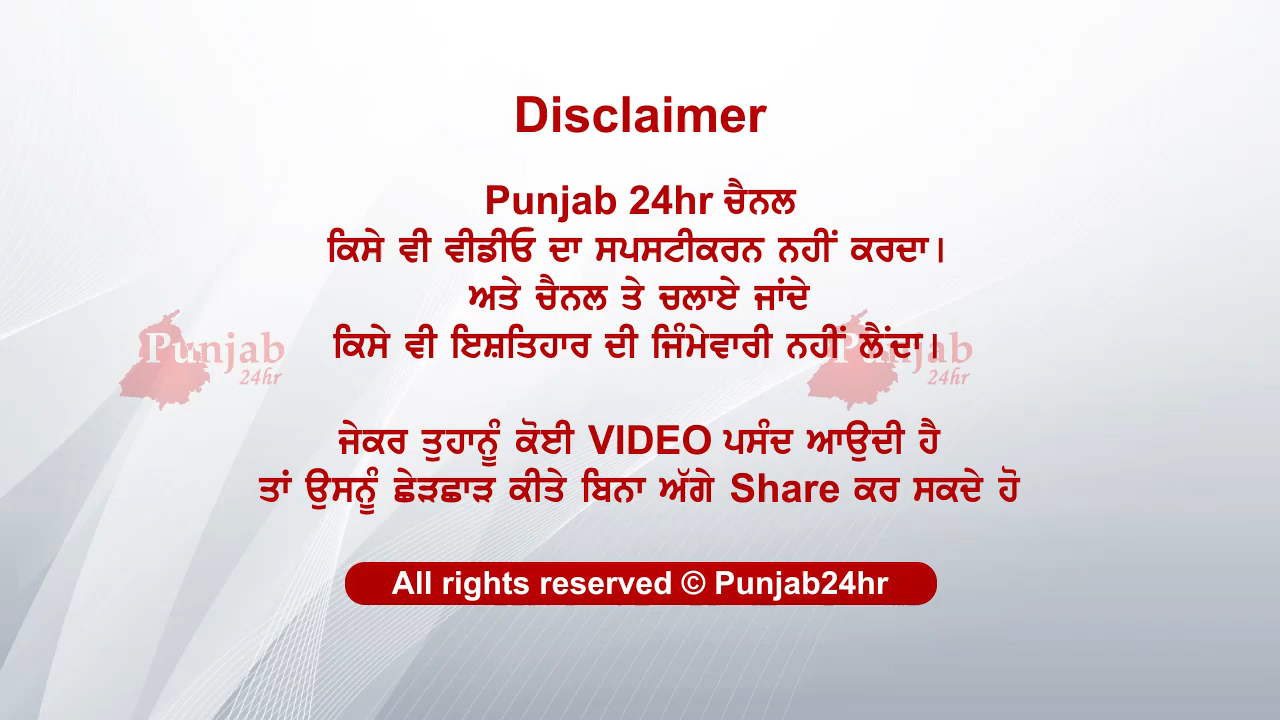 Disclaimer
Punjab 24hr ਚੈਨਲ
ਕਿਸੇ ਵੀ ਵੀਡੀਓ ਦਾ ਸਪਸਟੀਕਰਨ ਨਹੀਂ ਕਰਦਾ।
ਅਤੇ ਚੈਨਲ ਤੇ ਚਲਾਏ ਜਾਂਦੇ
ਕਿਸੇ ਵੀ ਇਸ਼ਤਿਹਾਰ ਦੀ ਜਿੰਮੇਵਾਰੀ ਨਹੀਂ ਲੈਂਦਾ।
Punjab
24hr
Punjab
24hr
ਜੇਕਰ ਤੁਹਾਨੂੰ ਕੋਈ VIDEO ਪਸੰਦ ਆਉਦੀ ਹੈ
ਤਾਂ ਉਸਨੂੰ ਛੇੜਛਾੜ ਕੀਤੇ ਬਿਨਾ ਅੱਗੇ Share ਕਰ ਸਕਦੇ ਹੋ
All rights reserved © Punjab24hr